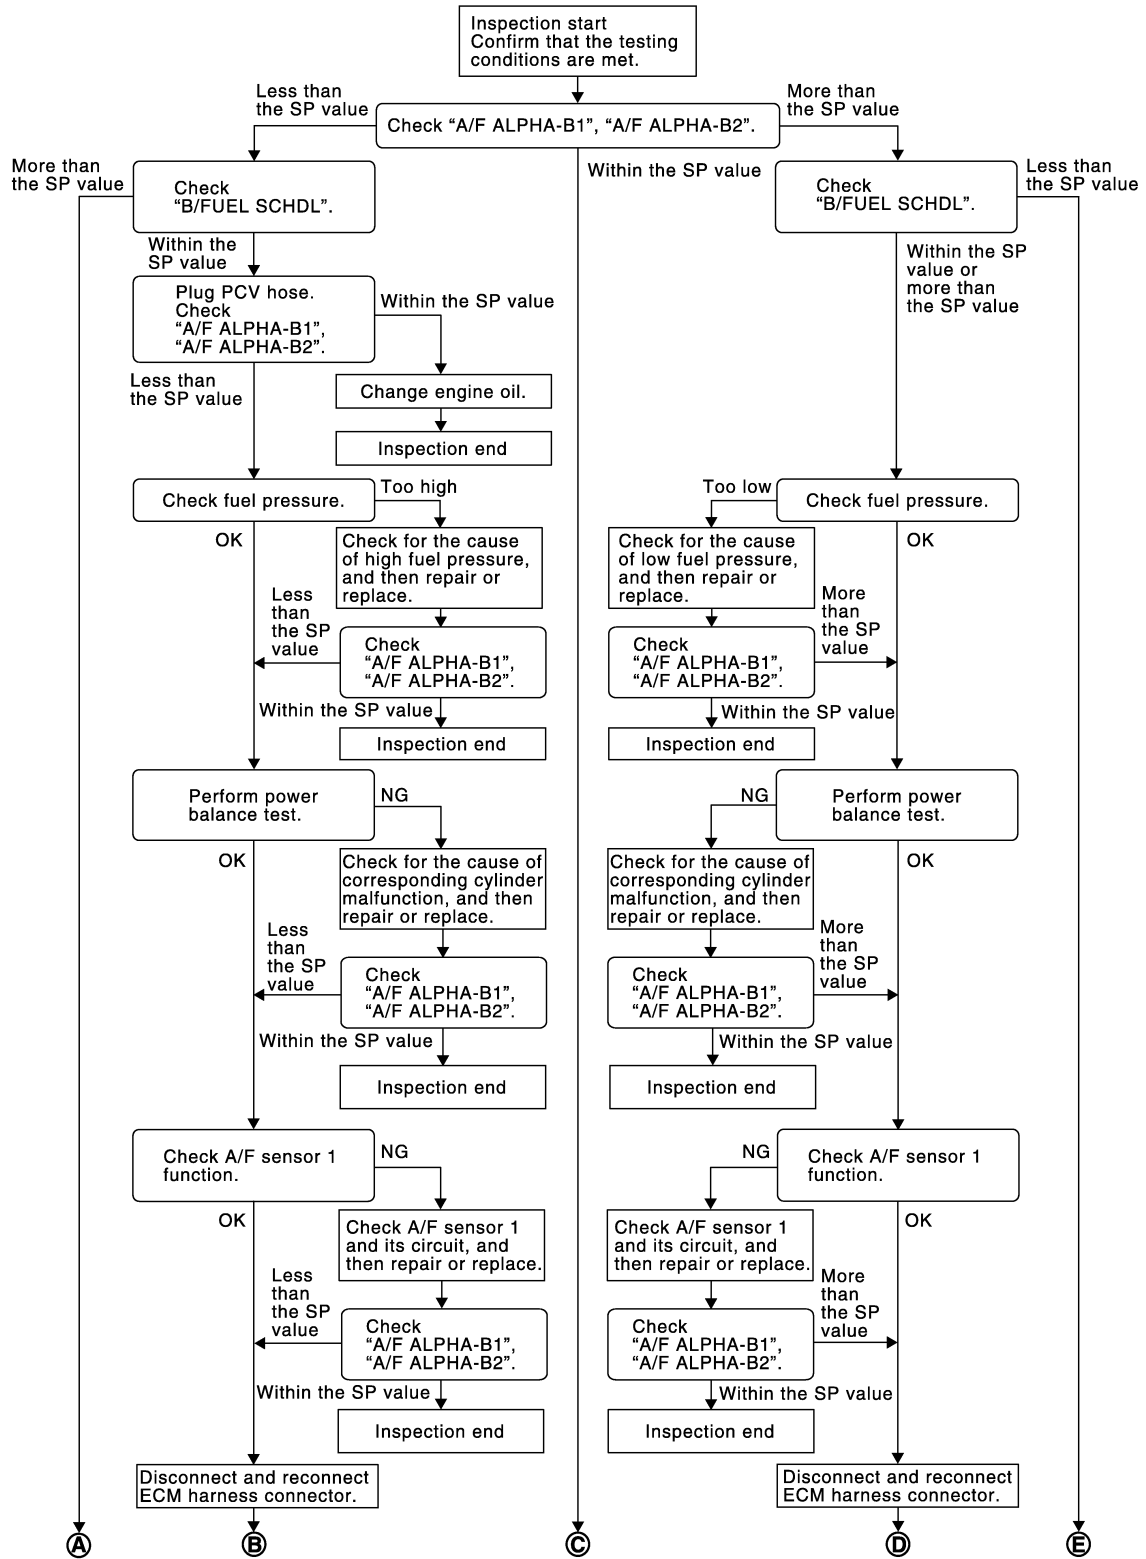 Inspection start
Confirm that the testing
conditions are met.
Less than
the SP value
More than
the SP value
Check “A/F ALPHA-B1”, “A/F ALPHA-B2”.
More than
the SP value
Check
“B/FUEL SCHDL”.
Within the SP value
Check
“B/FUEL SCHDL”.
Less than
the SP value
Within the
SP value
Within the SP
value or
more than
the SP value
Plug PCV hose.
Check
“A/F ALPHA-B1”,
“A/F ALPHA-B2”.
Within the SP value
Less than
the SP value
Change engine oil.
Inspection end
Check fuel pressure.
Too high
Too low
Check fuel pressure.
OK
Check for the cause
of high fuel pressure,
and then repair or
replace.
Check for the cause
of low fuel pressure,
and then repair or
replace.
OK
Less
than
the SP
value
Check
“A/F ALPHA-B1”,
“A/F ALPHA-B2”.
Check
“A/F ALPHA-B1”,
“A/F ALPHA-B2”.
More
than
the SP
value
Within the SP value
Within the SP value
Inspection end
Inspection end
Perform power
balance test.
NG
NG
Perform power
balance test.
OK
Check for the cause of
corresponding cylinder
malfunction, and then
repair or replace.
Check for the cause of
corresponding cylinder
malfunction, and then
repair or replace.
OK
Less
than
the SP
value
Check
“A/F ALPHA-B1”,
“A/F ALPHA-B2”.
Check
“A/F ALPHA-B1”,
“A/F ALPHA-B2”.
More
than
the SP
value
Within the SP value
Within the SP value
Inspection end
Inspection end
Check A/F sensor 1
function.
NG
NG
Check A/F sensor 1
function.
OK
Check A/F sensor 1
and its circuit, and
then repair or replace.
Check A/F sensor 1
and its circuit, and
then repair or replace.
OK
Less
than
the SP
value
Check
“A/F ALPHA-B1”,
“A/F ALPHA-B2”.
Check
“A/F ALPHA-B1”,
“A/F ALPHA-B2”.
More
than
the SP
value
Within the SP value
Within the SP value
Inspection end
Inspection end
Disconnect and reconnect
ECM harness connector.
Disconnect and reconnect
ECM harness connector.
A
B
C
D
E